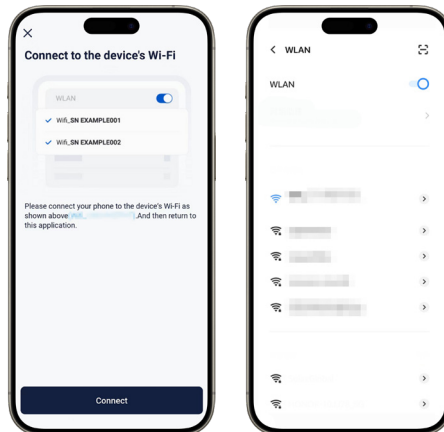 Connect to the device's Wi-Fi
WLAN
Wifi_SN EXAMPLE001
Wifi_SN EXAMPLE002
Please connect your phone to the device's Wi-Fi as
shown above ,And then return to
this application.
Connect
WLAN
WLAN